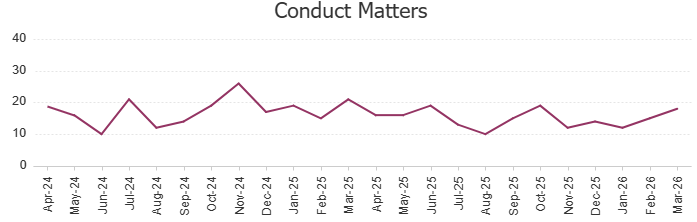 Conduct Matters
40
30
20
10
0
Apr-24
May-24
Jun-24
Jul-24
Aug-24
Sep-24
Oct-24
Nov-24
Dec-24
Jan-25
Feb-25
Mar-25
Apr-25
May-25
Jun-25
Jul-25
Aug-25
Sep-25
Oct-25
Nov-25
Dec-25
Jan-26
Feb-26
Mar-26